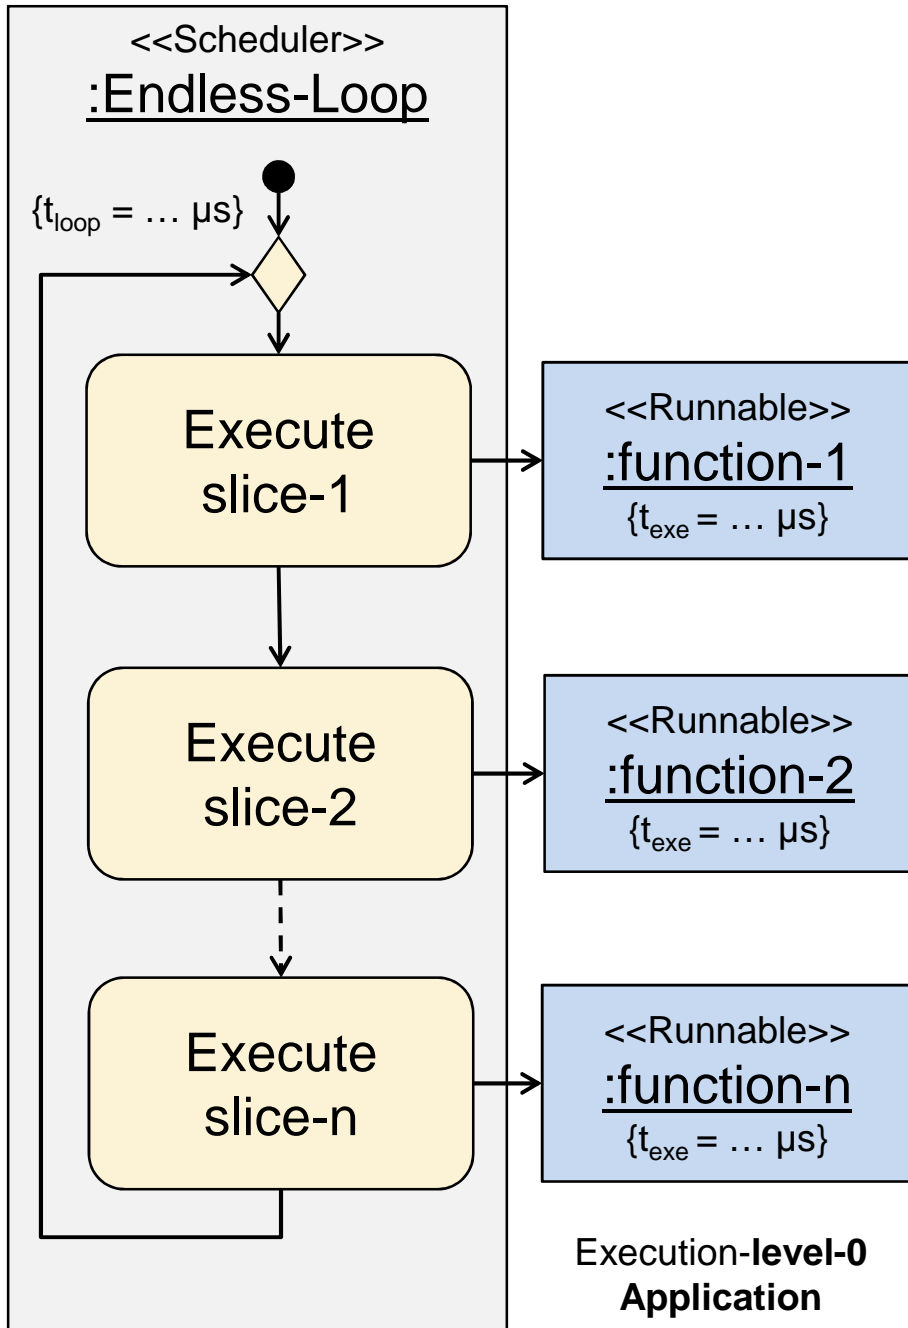 <<Scheduler>>
:Endless-Loop
{tloop = … µs}
Execute
slice-1
<<Runnable>>
:function-1
{texe = … µs}
Execute
slice-2
<<Runnable>>
:function-2
{texe = … µs}
Execute
slice-n
<<Runnable>>
:function-n
{texe = … µs}
Execution-level-0
Application